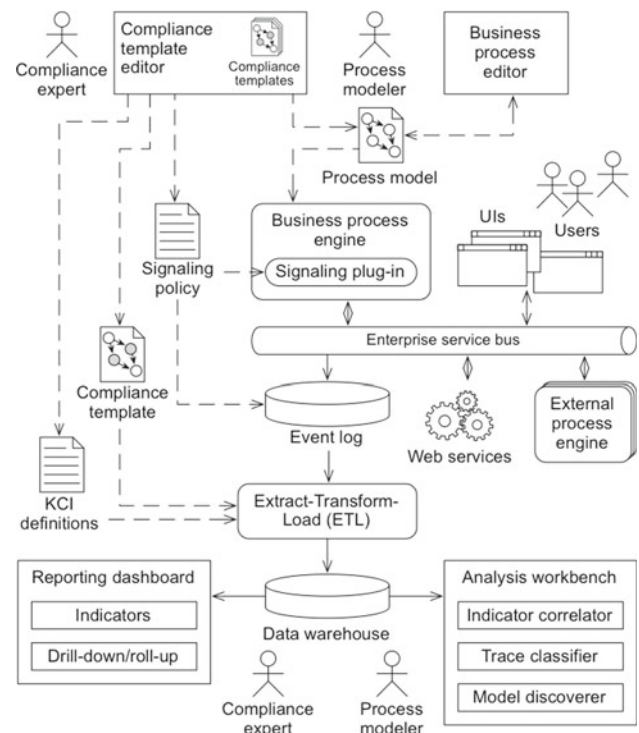 Compliance
expert
Compliance
template
editor
Compliance
templates
Process
modeler
Business
process
editor
Process model
Business process
engine
Signaling plug-in
Signaling
policy
UIs
Users
Enterprise service bus
Compliance
template
Event log
Web services
External
process
engine
KCI
definitions
Extract-Transform-
Load (ETL)
Reporting dashboard
Indicators
Drill-down/roll-up
Data warehouse
Analysis workbench
Indicator correlator
Trace classifier
Model discoverer
Compliance
expert
Process
modeler